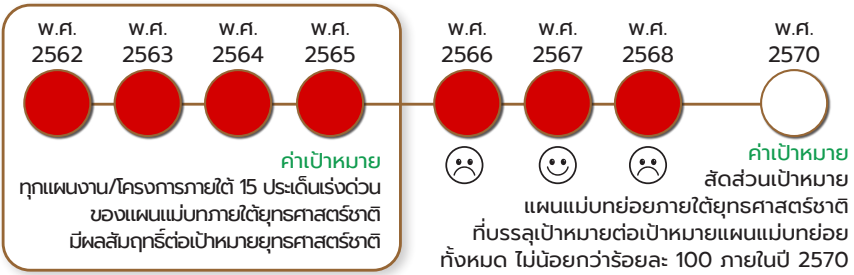 พ.ศ. 2562
พ.ศ. 2563
พ.ศ. 2564
พ.ศ. 2565
พ.ศ. 2566
พ.ศ. 2567
พ.ศ. 2568
พ.ศ. 2570
ค่าเป้าหมาย
ทุกแผนงาน/โครงการภายใต้ 15 ประเด็นเร่งด่วน
ของแผนแม่บทภายใต้ยุทธศาสตร์ชาติ
มีผลสัมฤทธิ์ต่อเป้าหมายยุทธศาสตร์ชาติ
ค่าเป้าหมาย
สัดส่วนเป้าหมาย
แผนแม่บทย่อยภายใต้ยุทธศาสตร์ชาติ
ที่บรรลุเป้าหมายต่อเป้าหมายแผนแม่บทย่อย
ทั้งหมด ไม่น้อยกว่าร้อยละ 100 ภายในปี 2570